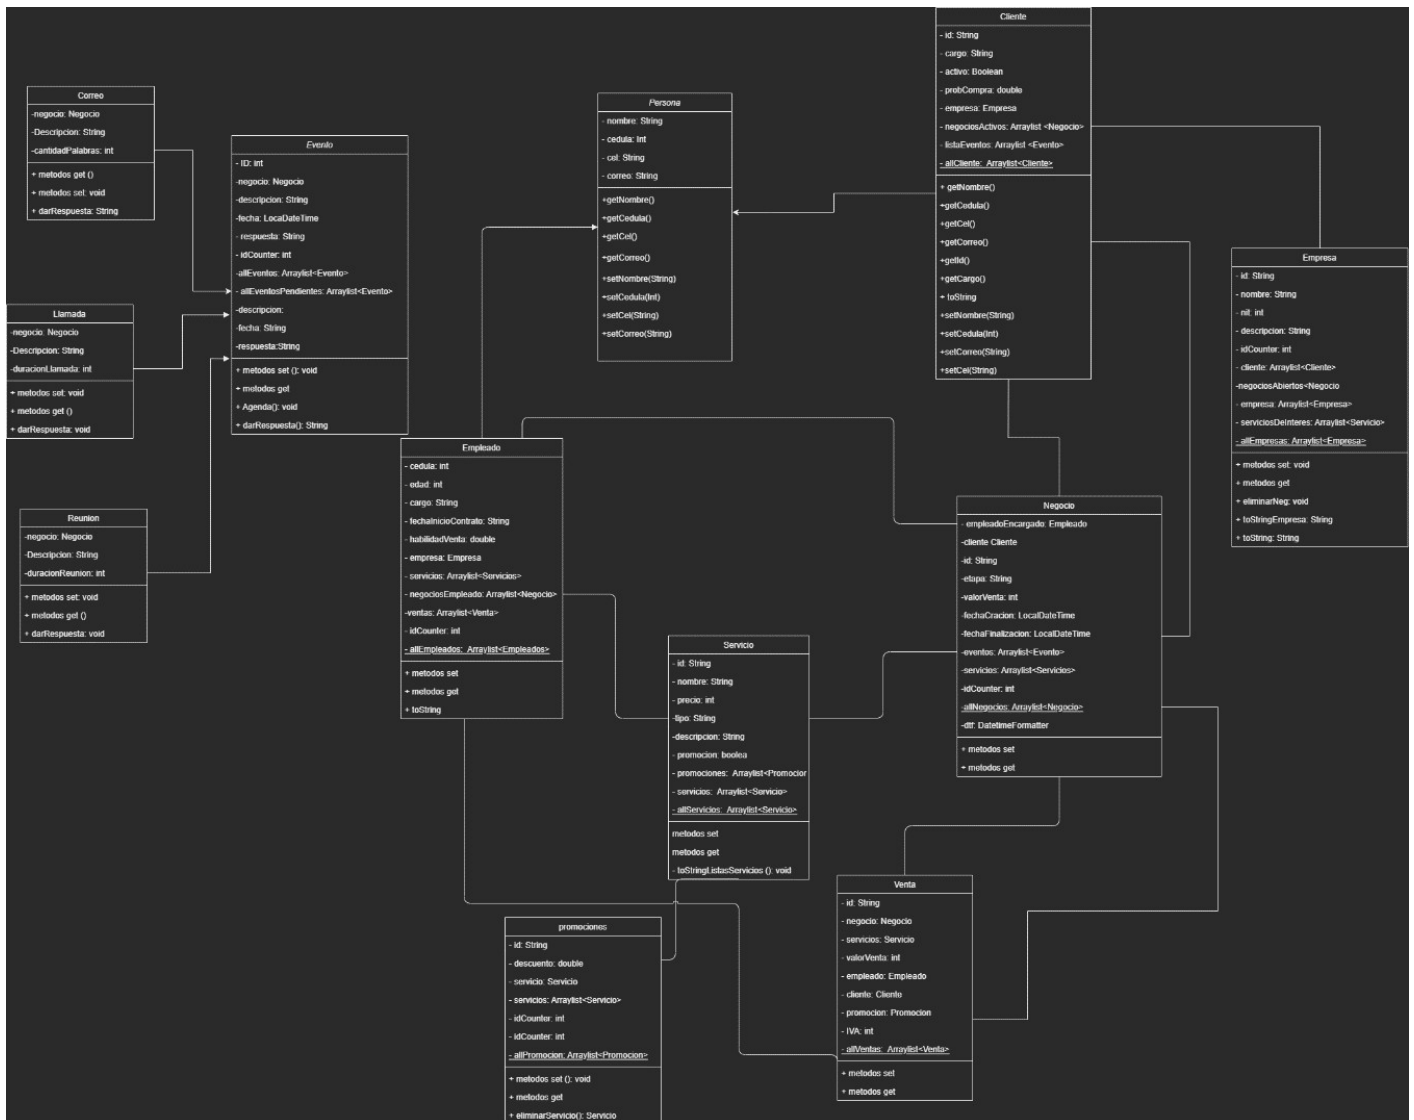 Cliente
- id: String
- cargo: String
- activo: Boolean
- probCompra: double
- empresa: Empresa
- negociosActivos: Arraylist <Negocio>
- listaEventos: Arraylist <Evento>
- allCliente: Arraylist<Cliente>
+ getNombre()
+getCedula()
+getCel()
+getCorreo()
+getId()
+getCargo()
+ toString
+setNombre(String)
+setCedula(Int)
+setCorreo(String)
+setCel(String)
Correo
-negocio: Negocio
-Descripcion: String
-cantidadPalabras: int
+ metodos get ()
+ metodos set: void
+ darRespuesta: String
Persona
- nombre: String
- cedula: Int
- cel: String
- correo: String
+getNombre()
+getCedula()
+getCel()
+getCorreo()
+setNombre(String)
+setCedula(Int)
+setCel(String)
+setCorreo(String)
Evento
- ID: int
-negocio: Negocio
-descripcion: String
-fecha: LocaDateTime
- respuesta: String
- idCounter: int
-allEventos: Arraylist<Evento>
- allEventosPendientes: Arraylist<Evento>
-descripcion:
-fecha: String
-respuesta:String
+ metodos set (): void
+ metodos get
+ Agenda(): void
+ darRespuesta(): String
Empresa
- id: String
- nombre: String
- nit: int
- descripcion: String
- idCounter: int
- cliente: Arraylist<Cliente>
-negociosAbiertos<Negocio
- empresa: Arraylist<Empresa>
- serviciosDeInteres: Arraylist<Servicio>
- allEmpresas: Arraylist<Empresa>
+ metodos set: void
+ metodos get
+ eliminarNeg: void
+ toStringEmpresa: String
+ toString: String
Llamada
-negocio: Negocio
-Descripcion: String
-duracionLlamada: int
+ metodos set: void
+ metodos get ()
+ darRespuesta: void
Empleado
- cedula: int
- edad: int
- cargo: String
- fechaInicioContrato: String
- habilidadVenta: double
- empresa: Empresa
- servicios: Arraylist<Servicios>
- negociosEmpleado: Arraylist<Negocio>
-ventas: Arraylist<Venta>
- idCounter: int
- allEmpleados: Arraylist<Empleados>
+ metodos set
+ metodos get
+ toString
Negocio
- empleadoEncargado: Empleado
-cliente Cliente
-id: String
-etapa: String
-valorVenta: int
-fechaCracion: LocalDateTime
-fechaFinalizacion: LocalDateTime
-eventos: Arraylist<Evento>
-servicios: Arraylist<Servicios>
-idCounter: int
-allNegocios: Arraylist<Negocio>
-dtf: DatetimeFormatter
+ metodos set
+ metodos get
Reunion
-negocio: Negocio
-Descripcion: String
-duracionReunion: int
+ metodos set: void
+ metodos get ()
+ darRespuesta: void
Servicio
- id: String
- nombre: String
- precio: int
-tipo: String
-descripcion: String
- promocion: boolea
- promociones: Arraylist<Promocior
- servicios: Arraylist<Servicio>
- allServicios: Arraylist<Servicio>
metodos set
metodos get
- toStringListasServicios (): void
Venta
- id: String
- negocio: Negocio
- servicios: Servicio
- valorVenta: int
- empleado: Empleado
- cliente: Cliente
- promocion: Promocion
- IVA: int
- allVentas: Arraylist<Venta>
+ metodos set
+ metodos get
promociones
- id: String
- descuento: double
- servicio: Servicio
- servicios: Arraylist<Servicio>
- idCounter: int
- idCounter: int
- allPromocion: Arraylist<Promocion>
+ metodos set (): void
+ metodos get
+ eliminarServicio(): Servicio